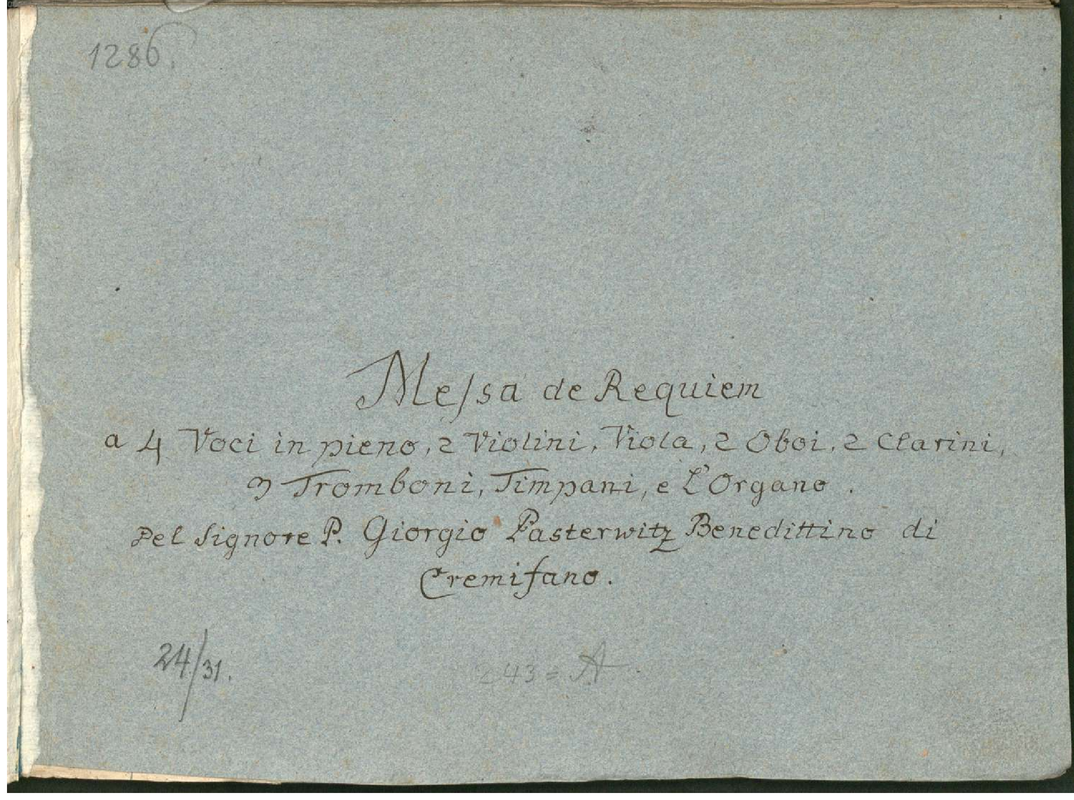 1286.
Meſsa de Requiem
a 4 Voci in pieno, 2 Violini, Viola, 2 Oboi, 2 Clarini,
3 Tromboni, Timpani, e L'Organo.
Del Signore P. Giorgio Pasterwitz Benedittino di
Cremifano.
24/31.
243 = A